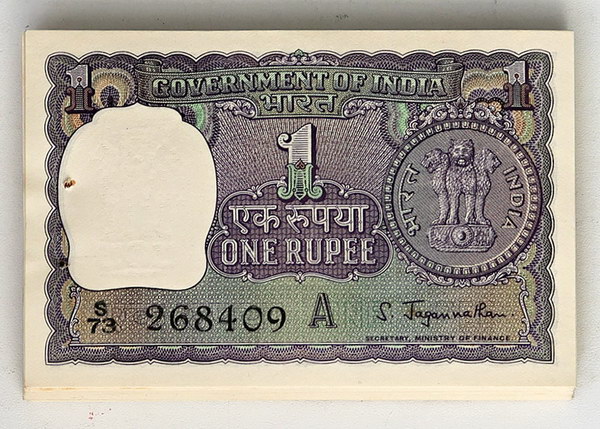 1 GOVERNMENT OF INDIA 1
भारत
1
एक रुपया
ONE RUPEE
भारत INDIA
S/73 268409 A S. Jagannathan.
SECRETARY, MINISTRY OF FINANCE.